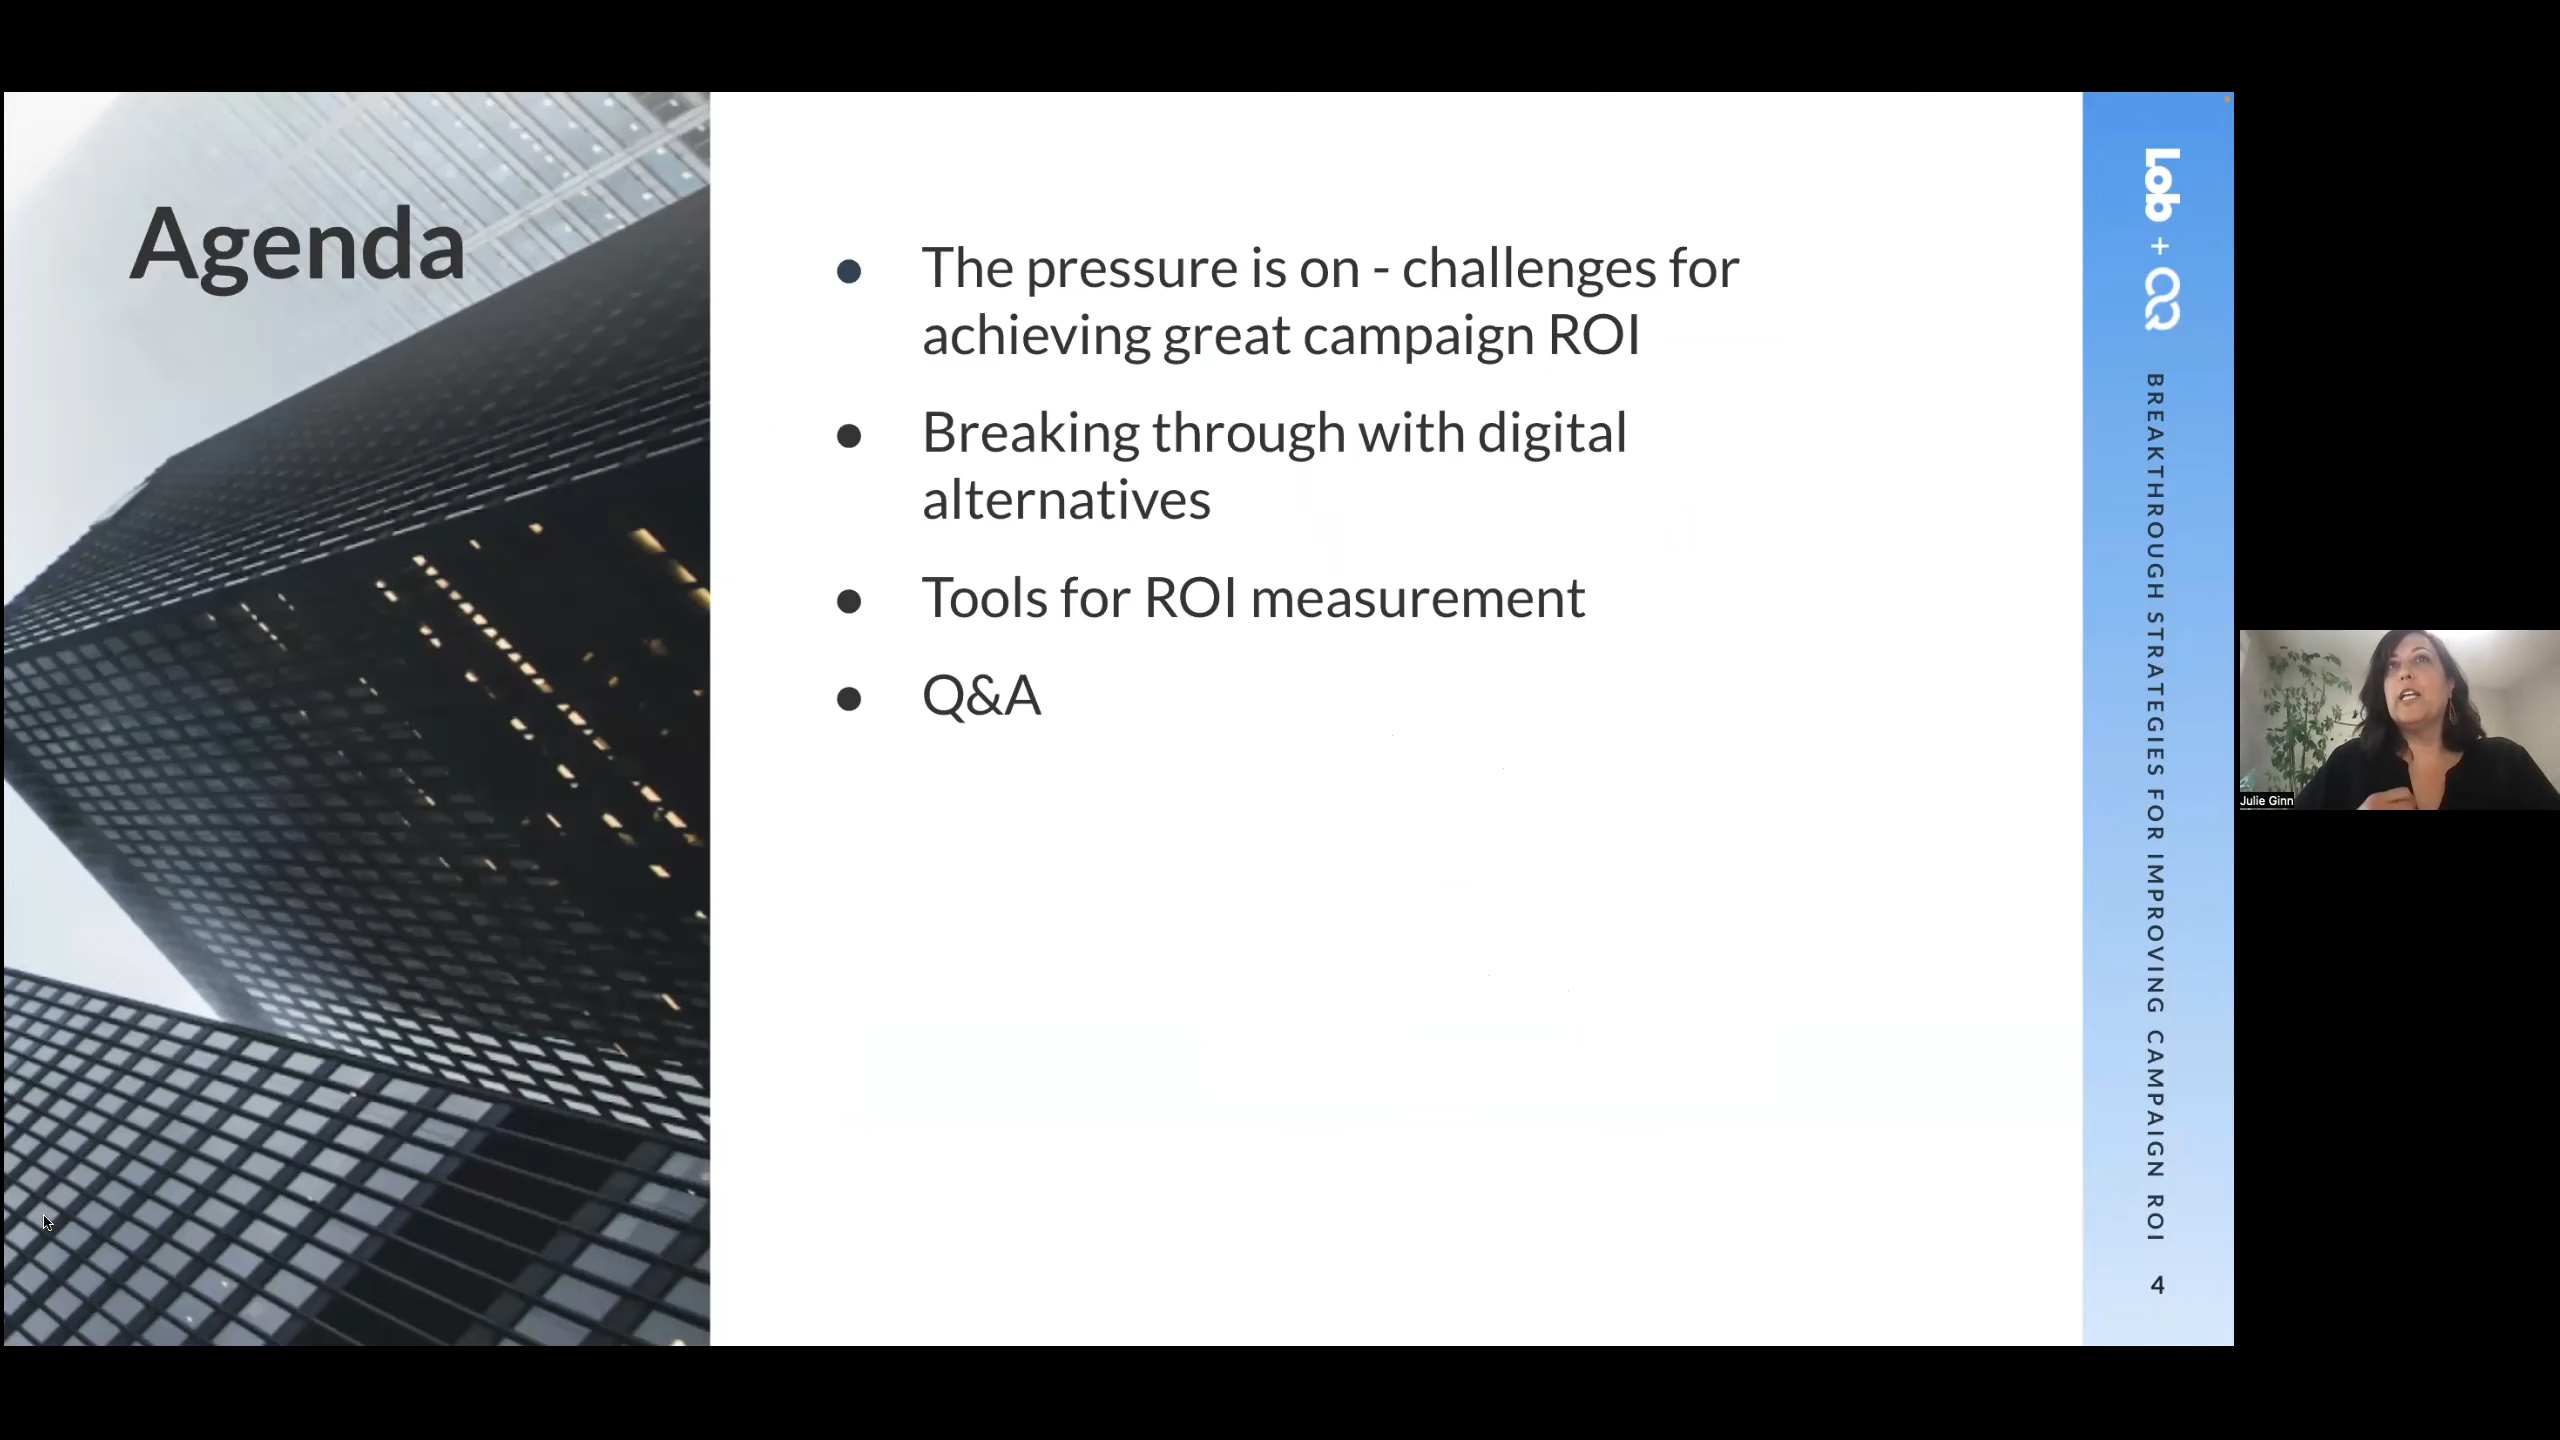 Agenda
The pressure is on - challenges for
achieving great campaign ROI
Breaking through with digital
alternatives
Tools for ROI measurement
Q&A
Lob +
BREAKTHROUGH STRATEGIES FOR IMPROVING CAMPAIGN ROI
4
Julie Ginn